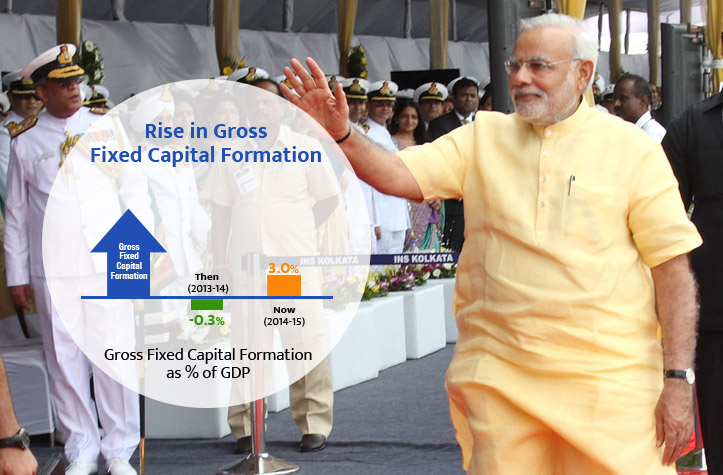 Rise in Gross
Fixed Capital Formation
Gross
Fixed
Capital
Formation
Then
(2013-14)
-0.3%
3.0%
Now
(2014-15)
Gross Fixed Capital Formation
as % of GDP
INS KOLKATA
INS KOLKATA